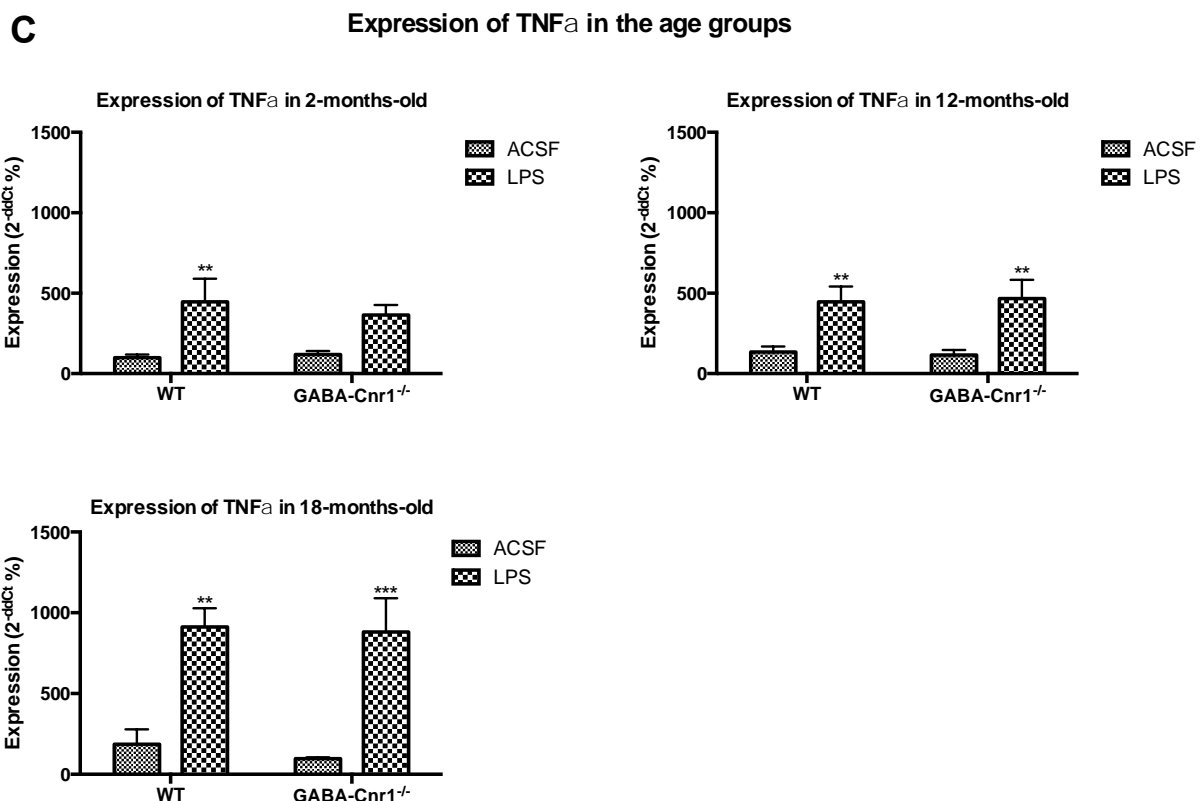 C
Expression of TNFa in the age groups
Expression of TNFa in 2-months-old
1500
1000
500
0
Expression (2-ddCt %)
**
WT
GABA-Cnr1-/-
ACSF
LPS
Expression of TNFa in 12-months-old
1500
1000
500
0
Expression (2-ddCt %)
**
**
WT
GABA-Cnr1-/-
ACSF
LPS
Expression of TNFa in 18-months-old
1500
1000
500
0
Expression (2-ddCt %)
**
***
WT
GABA-Cnr1-/-
ACSF
LPS